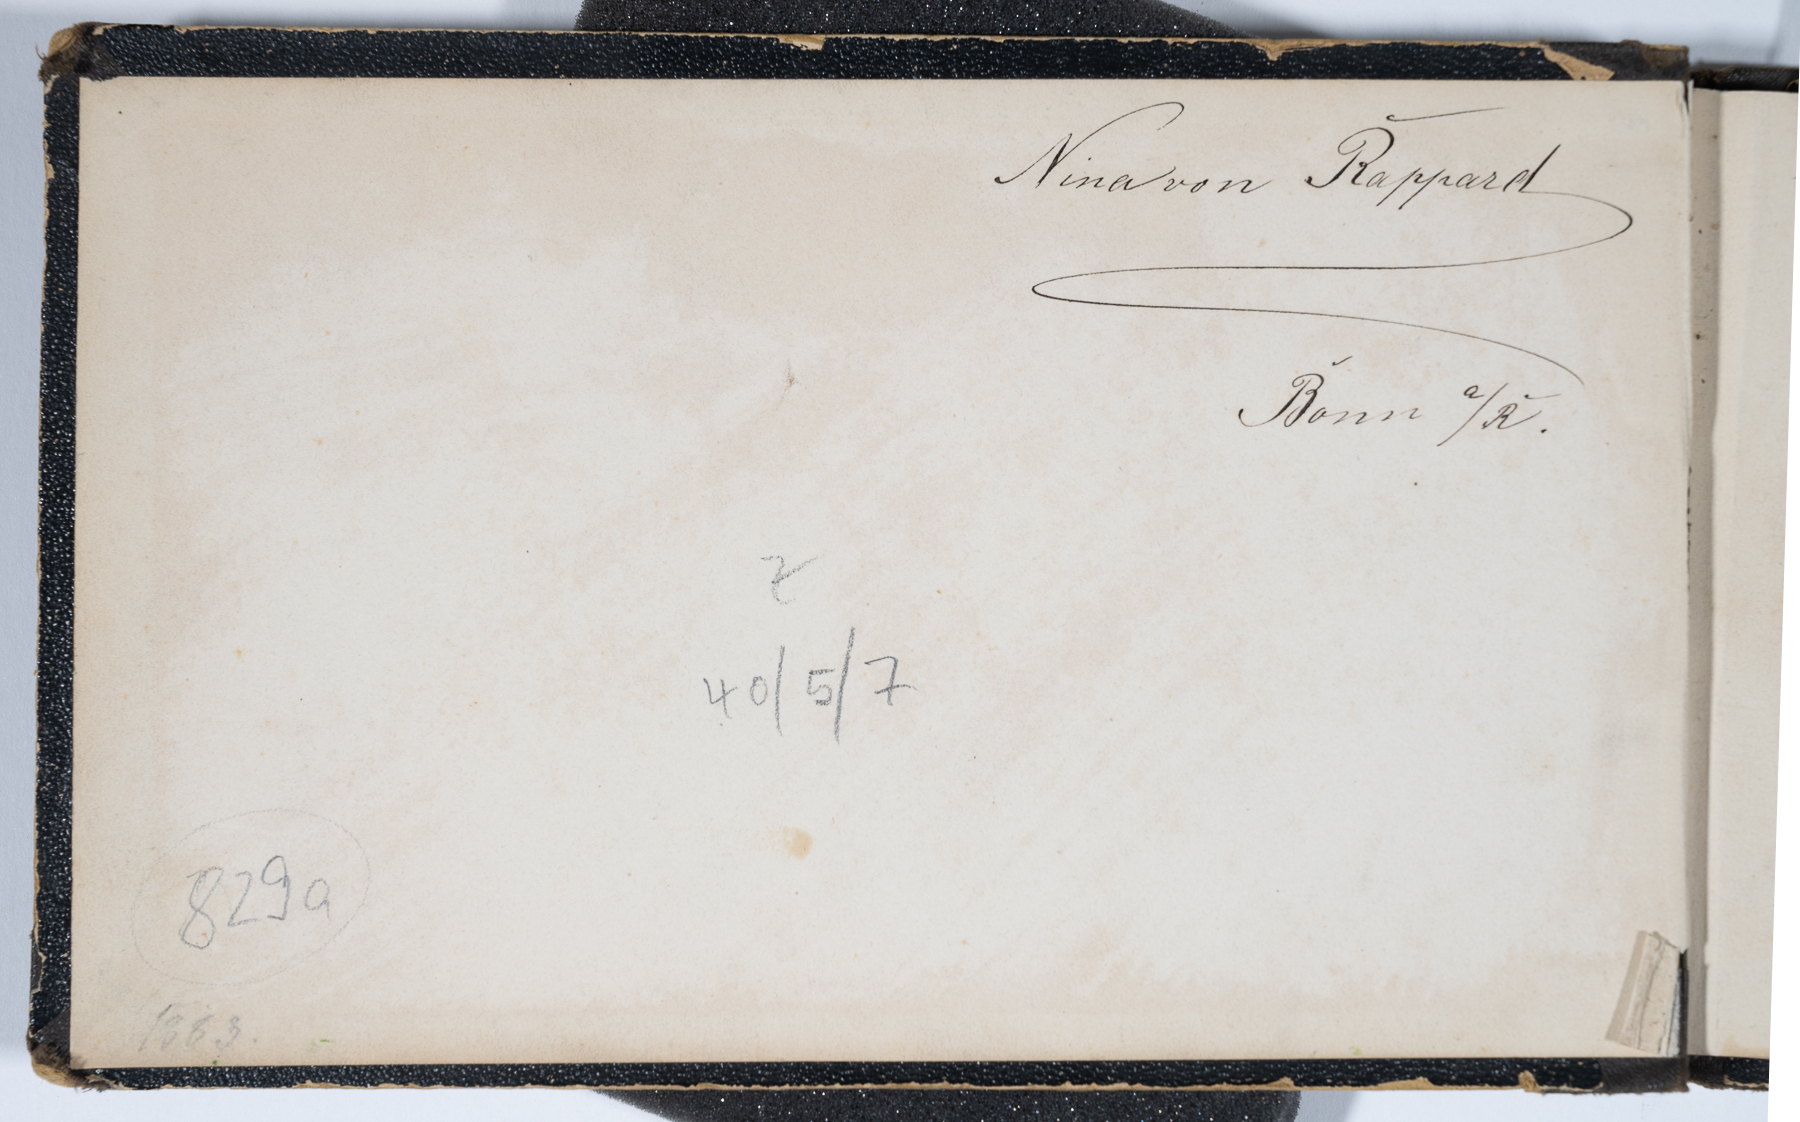 Nina von Rappard
Bonn a/R.
Z
40/5/7
829a
1883.